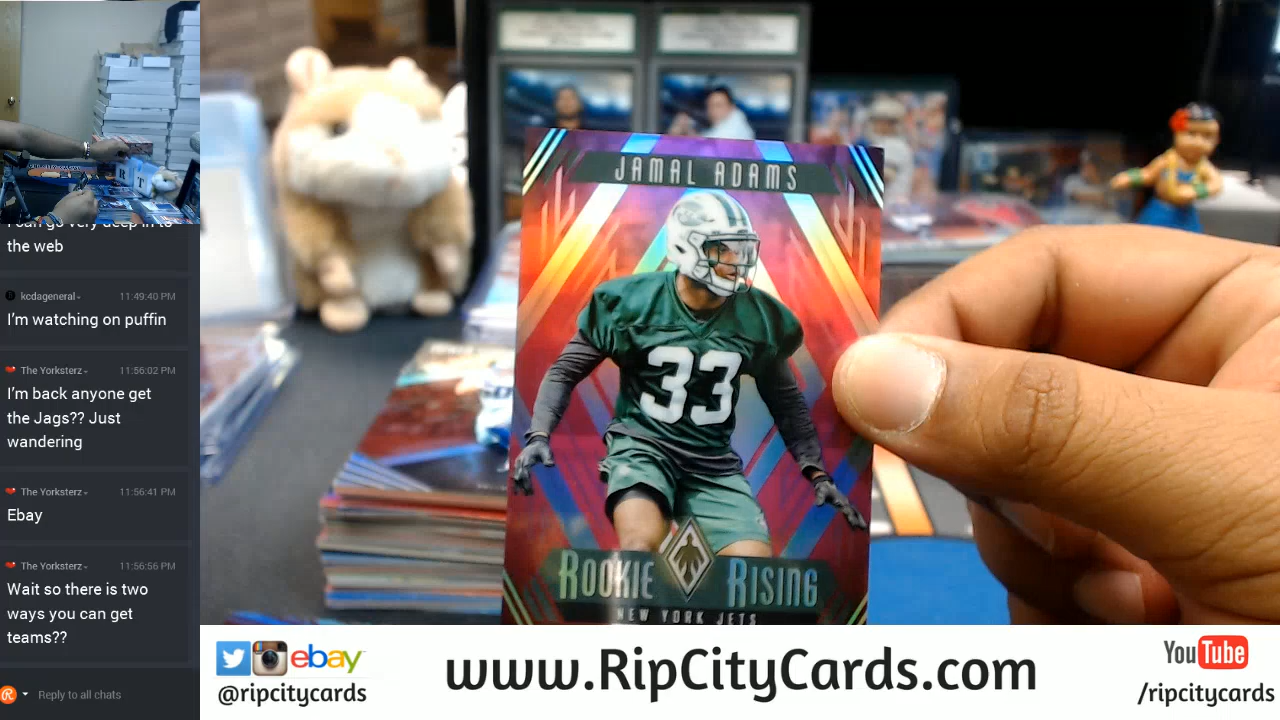 the web
kcdageneral
11:49:40 PM
I'm watching on puffin
The Yorksterz
11:56:02 PM
I'm back anyone get
the Jags?? Just
wandering
The Yorksterz
11:56:41 PM
Ebay
The Yorksterz
11:56:56 PM
Wait so there is two
ways you can get
teams??
Reply to all chats
JAMAL ADAMS
33
ROOKIE RISING
NEW YORK JETS
ebay
@ripcitycards
www.RipCityCards.com
YouTube
/ripcitycards